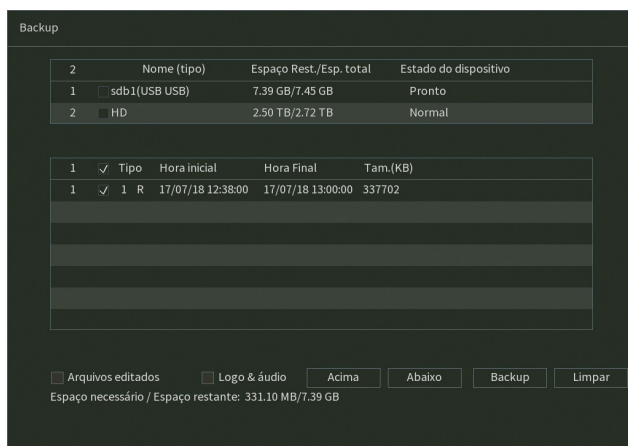 Backup
2 Nome (tipo) Espaço Rest./Esp. total Estado do dispositivo
1 sdb1(USB USB) 7.39 GB/7.45 GB Pronto
2 HD 2.50 TB/2.72 TB Normal
1 Tipo Hora inicial Hora Final Tam.(KB)
1 1 R 17/07/18 12:38:00 17/07/18 13:00:00 337702
Arquivos editados Logo & áudio Acima Abaixo Backup Limpar
Espaço necessário / Espaço restante: 331.10 MB/7.39 GB